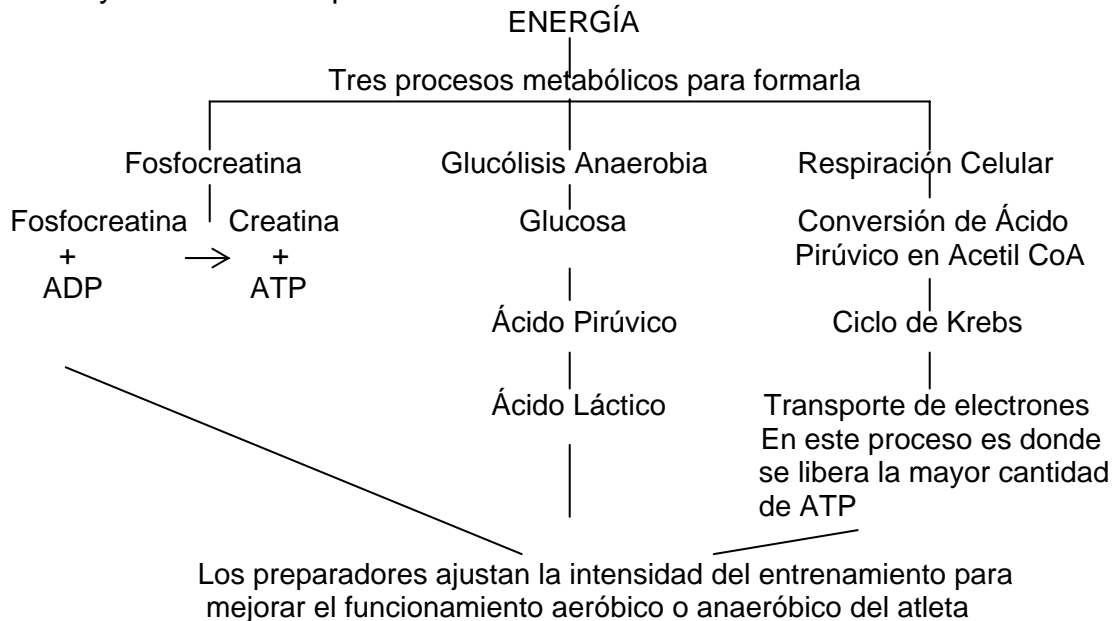 ENERGÍA
Tres procesos metabólicos para formarla
Fosfocreatina Glucólisis Anaerobia Respiración Celular
Fosfocreatina Creatina Glucosa Conversión de Ácido
+ → + Pirúvico en Acetil CoA
ADP ATP
Ácido Pirúvico Ciclo de Krebs
Ácido Láctico Transporte de electrones
En este proceso es donde
se libera la mayor cantidad
de ATP
Los preparadores ajustan la intensidad del entrenamiento para
mejorar el funcionamiento aeróbico o anaeróbico del atleta